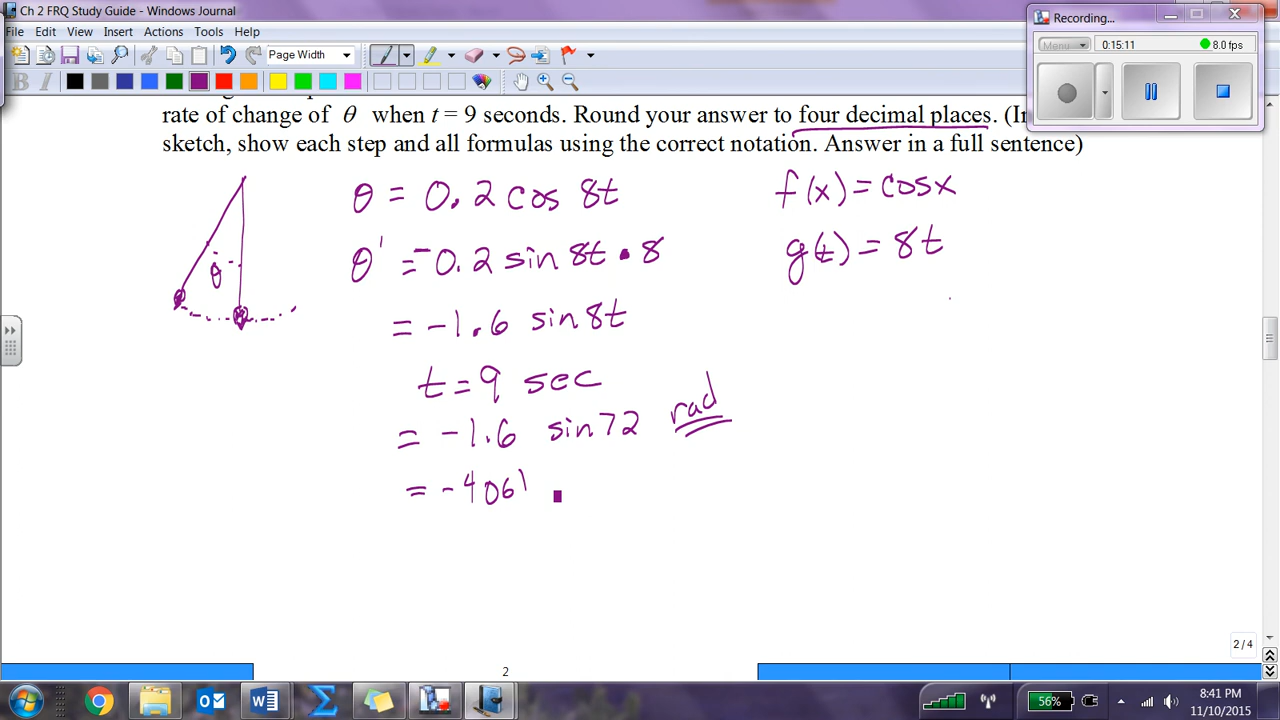 Ch 2 FRQ Study Guide - Windows Journal
File Edit View Insert Actions Tools Help
Recording...
Menu 0:15:11 8.0 fps
Page Width
B
rate of change of θ when t = 9 seconds. Round your answer to four decimal places. (In
sketch, show each step and all formulas using the correct notation. Answer in a full sentence)
θ = 0.2 cos 8t
f(x) = cosx
θ' = -0.2 sin 8t • 8
g(t) = 8t
θ
= -1.6 sin 8t
t = 9 sec
= -1.6 sin 72 rad
= -4061
2/4
2
56%
8:41 PM
11/10/2015